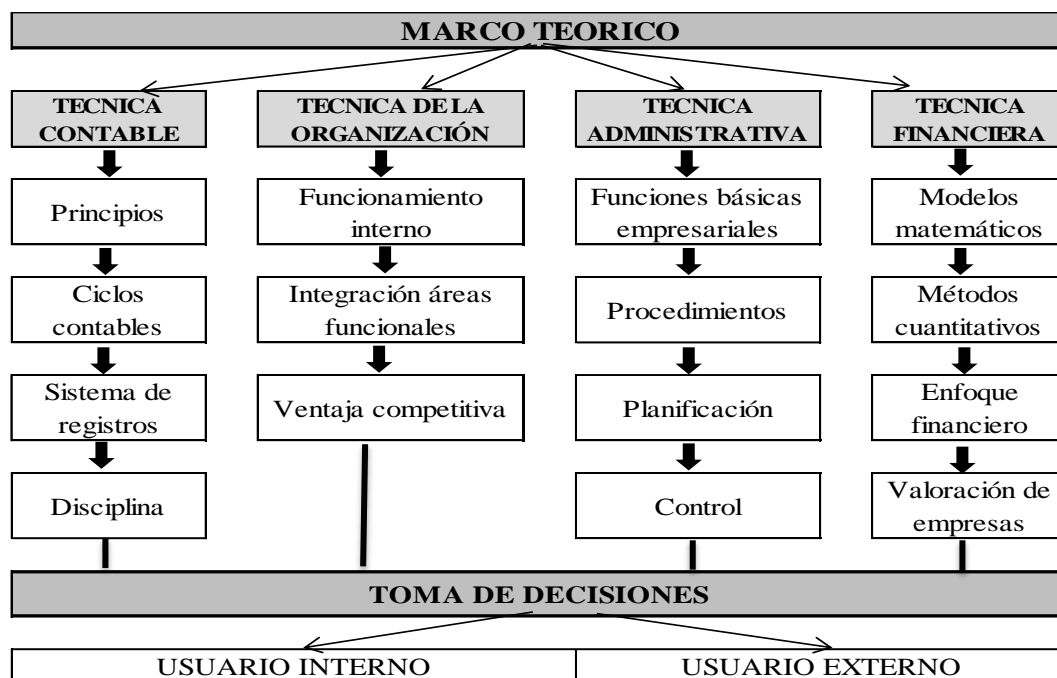 MARCO TEORICO
TECNICA
CONTABLE
TECNICA DE LA
ORGANIZACIÓN
TECNICA
ADMINISTRATIVA
TECNICA
FINANCIERA
Principios
Funcionamiento
interno
Funciones básicas
empresariales
Modelos
matemáticos
Ciclos
contables
Integración áreas
funcionales
Procedimientos
Métodos
cuantitativos
Sistema de
registros
Ventaja competitiva
Planificación
Enfoque
financiero
Disciplina
Control
Valoración de
empresas
TOMA DE DECISIONES
USUARIO INTERNO
USUARIO EXTERNO